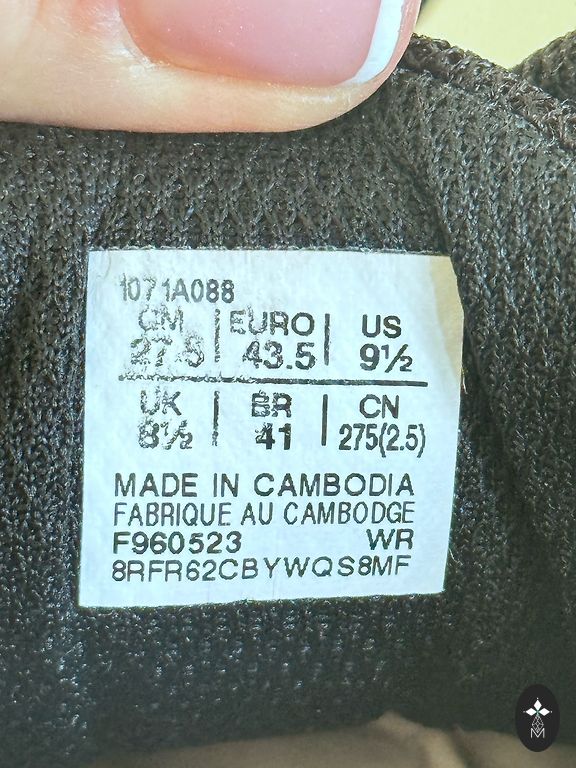 1071A088
CM | EURO | US
27.5 | 43.5 | 9½
UK | BR | CN
8½ | 41 | 275(2.5)
MADE IN CAMBODIA
FABRIQUE AU CAMBODGE
F960523 WR
8RFR62CBYWQS8MF
M